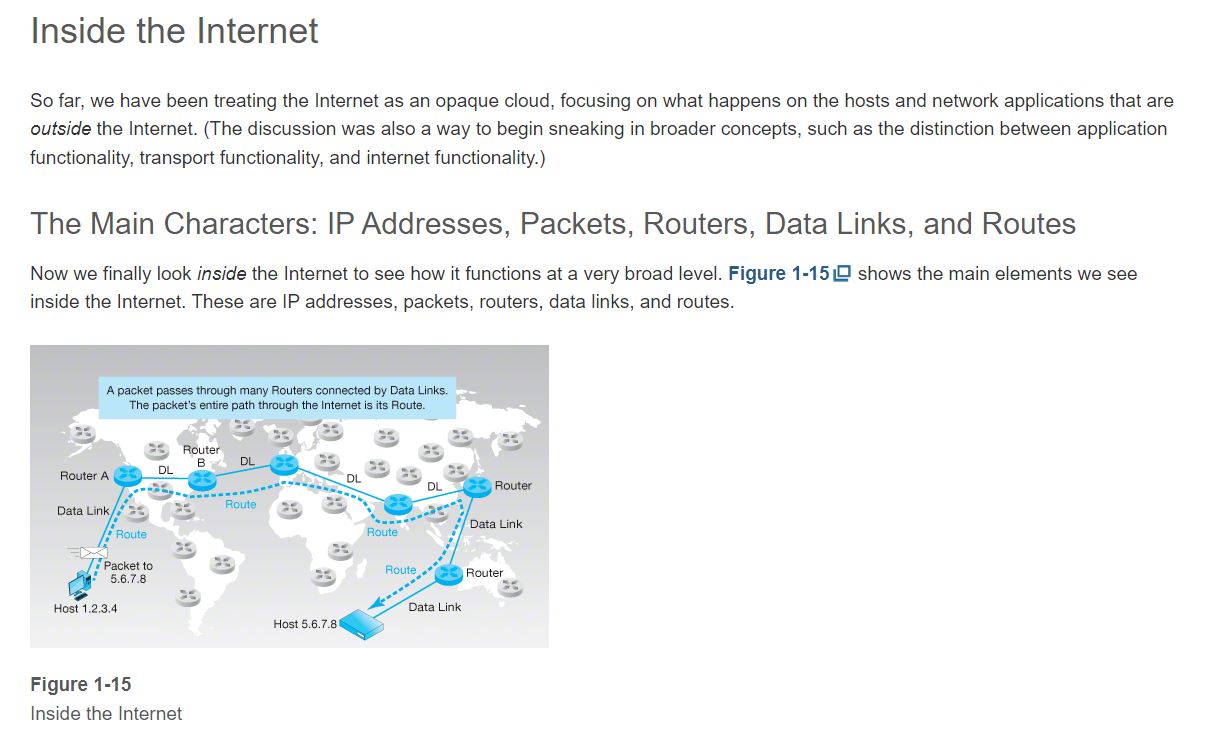 Inside the Internet
So far, we have been treating the Internet as an opaque cloud, focusing on what happens on the hosts and network applications that are
outside the Internet. (The discussion was also a way to begin sneaking in broader concepts, such as the distinction between application
functionality, transport functionality, and internet functionality.)
The Main Characters: IP Addresses, Packets, Routers, Data Links, and Routes
Now we finally look inside the Internet to see how it functions at a very broad level. Figure 1-15 shows the main elements we see
inside the Internet. These are IP addresses, packets, routers, data links, and routes.
A packet passes through many Routers connected by Data Links.
The packet's entire path through the Internet is its Route.
Router A
DL
Router
B
DL
DL
DL
Router
Data Link
Route
Route
Route
Data Link
Packet to
5.6.7.8
Route
Router
Host 1.2.3.4
Data Link
Host 5.6.7.8
Figure 1-15
Inside the Internet